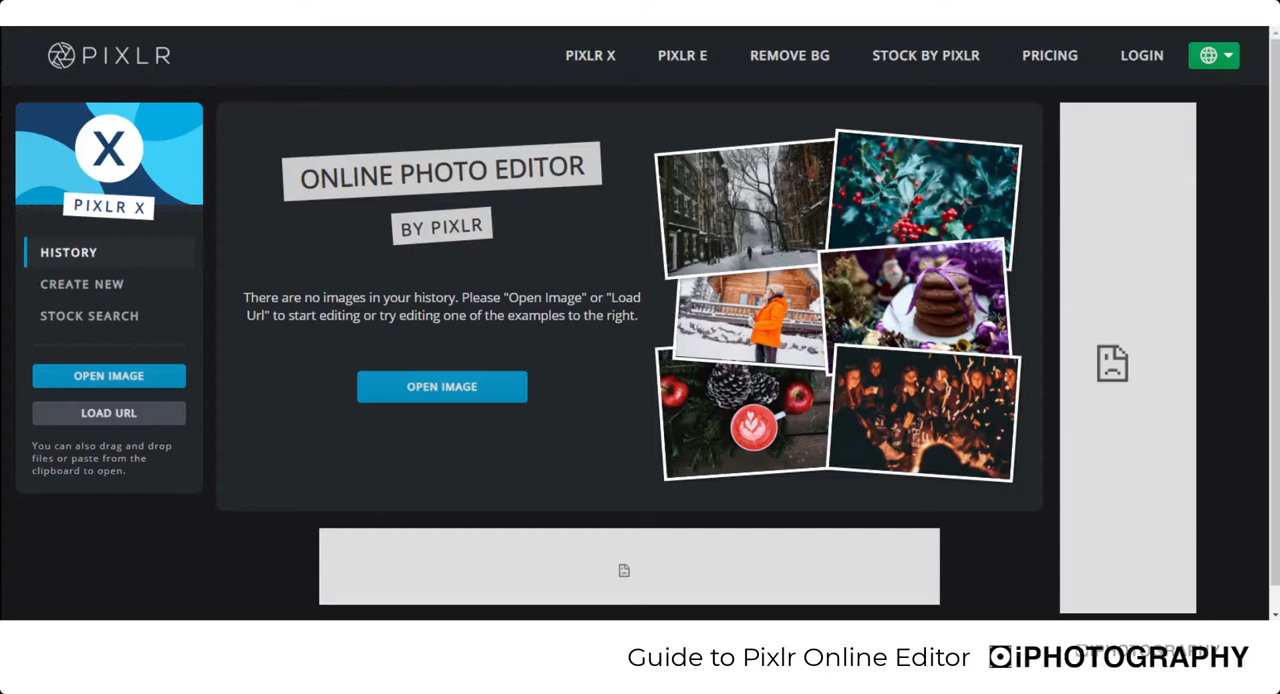 PIXLR
PIXLR X
PIXLR E
REMOVE BG
STOCK BY PIXLR
PRICING
LOGIN
X
PIXLR X
HISTORY
CREATE NEW
STOCK SEARCH
OPEN IMAGE
LOAD URL
You can also drag and drop
files or paste from the
clipboard to open.
ONLINE PHOTO EDITOR
BY PIXLR
There are no images in your history. Please "Open Image" or "Load
Url" to start editing or try editing one of the examples to the right.
OPEN IMAGE
Guide to Pixlr Online Editor
iPHOTOGRAPHY